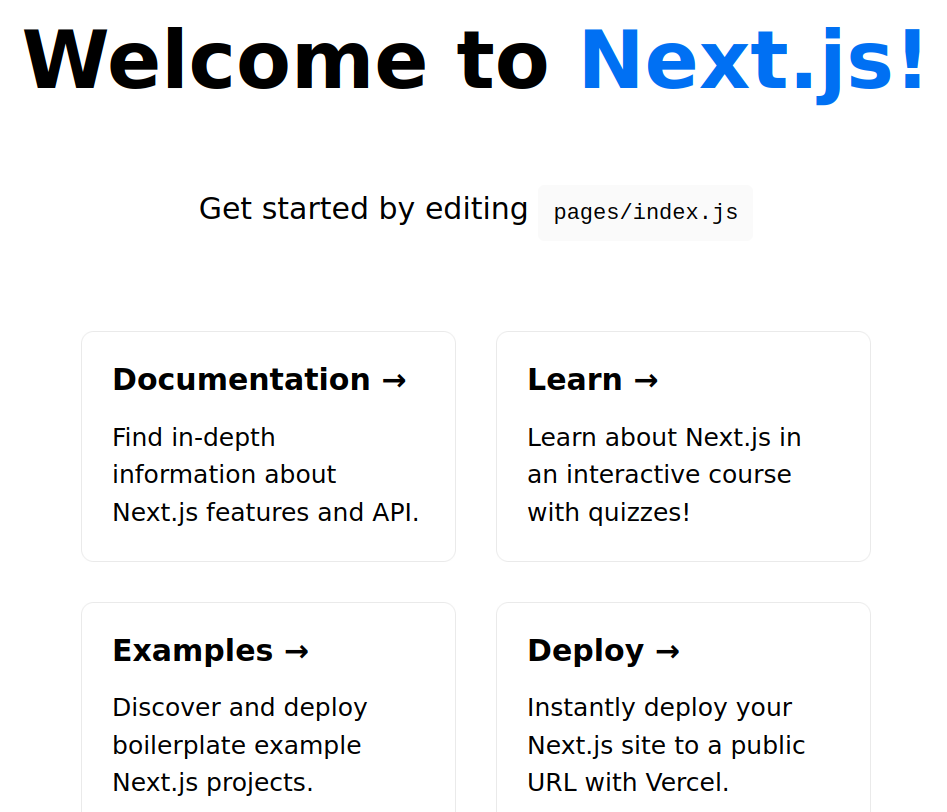 Welcome to Next.js!
Get started by editing pages/index.js
Documentation →
Find in-depth
information about
Next.js features and API.
Learn →
Learn about Next.js in
an interactive course
with quizzes!
Examples →
Discover and deploy
boilerplate example
Next.js projects.
Deploy →
Instantly deploy your
Next.js site to a public
URL with Vercel.